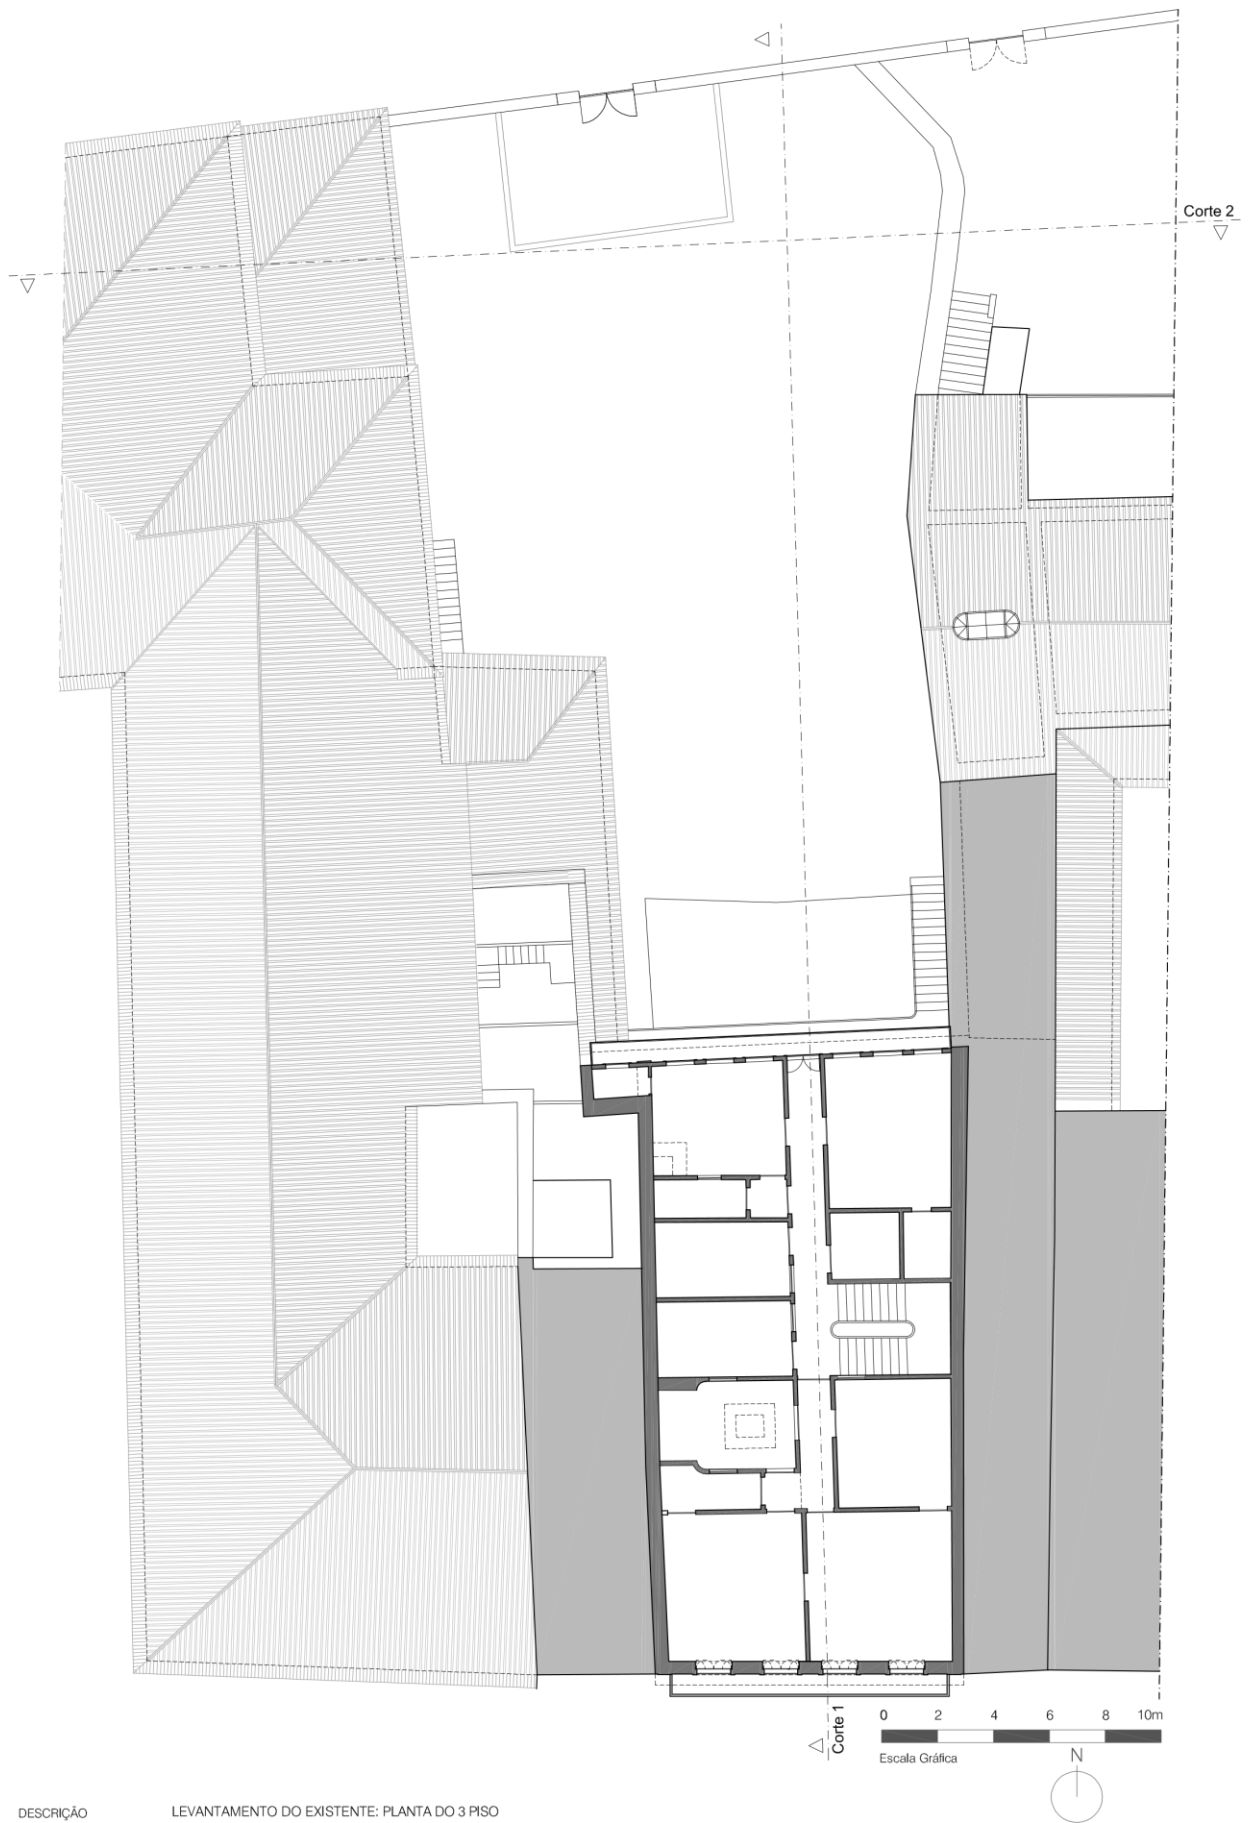 Corte 2
Corte 1
0 2 4 6 8 10m
Escala Gráfica
N
DESCRIÇÃO LEVANTAMENTO DO EXISTENTE: PLANTA DO 3 PISO